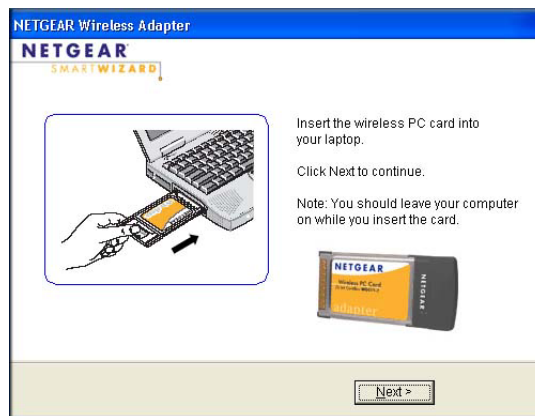 NETGEAR Wireless Adapter
NETGEAR
SMARTWIZARD
Insert the wireless PC card into
your laptop.
Click Next to continue.
Note: You should leave your computer
on while you insert the card.
NETGEAR
Wireless PC Card
adapter
NETGEAR
Next >